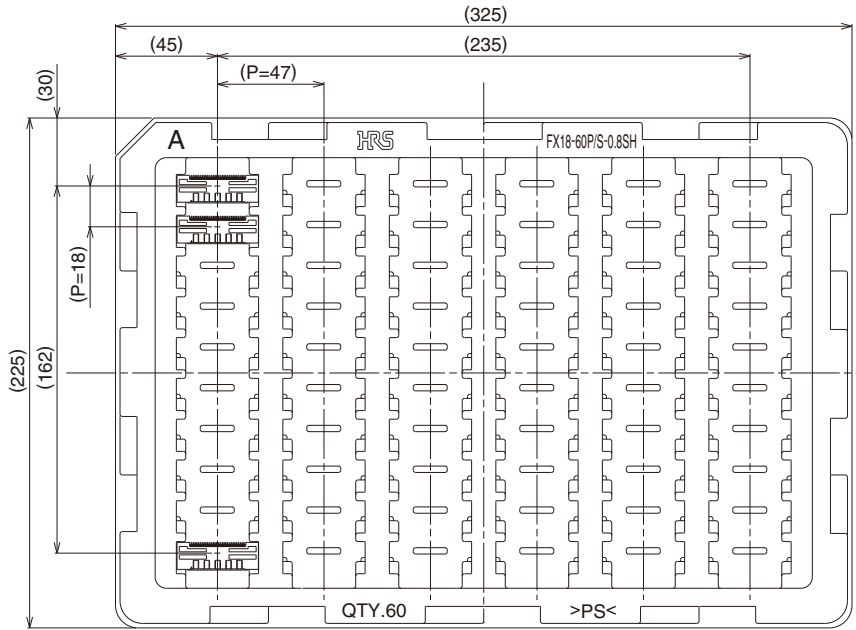 (325)
(45)
(235)
(P=47)
(30)
A
HRS
FX18-60P/S-0.8SH
(P=18)
(162)
(225)
QTY.60
>PS<